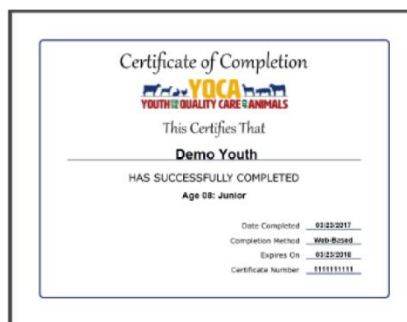 Certificate of Completion
YQCA
YOUTH FOR THE QUALITY CARE OF ANIMALS
This Certifies That
Demo Youth
HAS SUCCESSFULLY COMPLETED
Age 08: Junior
Date Completed 03/23/2017
Completion Method Web-Based
Expires On 03/23/2018
Certificate Number 1111111111